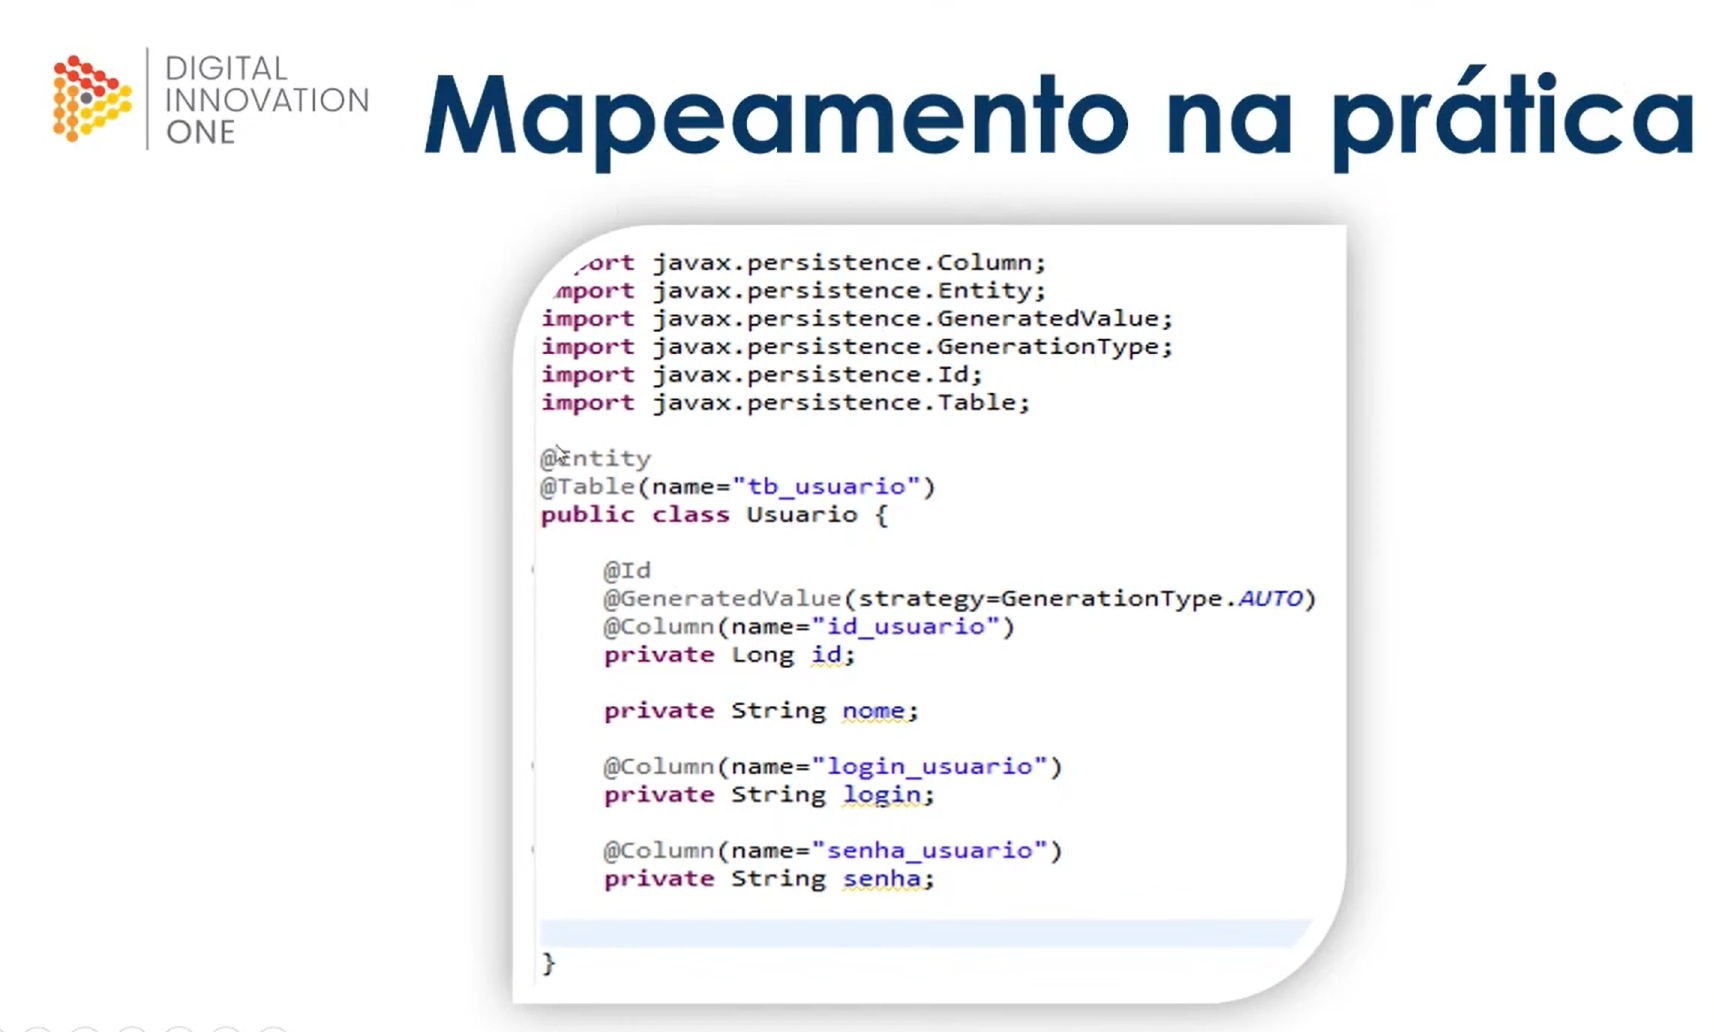 DIGITAL
INNOVATION
ONE
Mapeamento na prática
port javax.persistence.Column;
mport javax.persistence.Entity;
import javax.persistence.GeneratedValue;
import javax.persistence.GenerationType;
import javax.persistence.Id;
import javax.persistence.Table;
@Entity
@Table(name="tb_usuario")
public class Usuario {
@Id
@GeneratedValue(strategy=GenerationType.AUTO)
@Column(name="id_usuario")
private Long id;
private String nome;
@Column(name="login_usuario")
private String login;
@Column(name="senha_usuario")
private String senha;
}